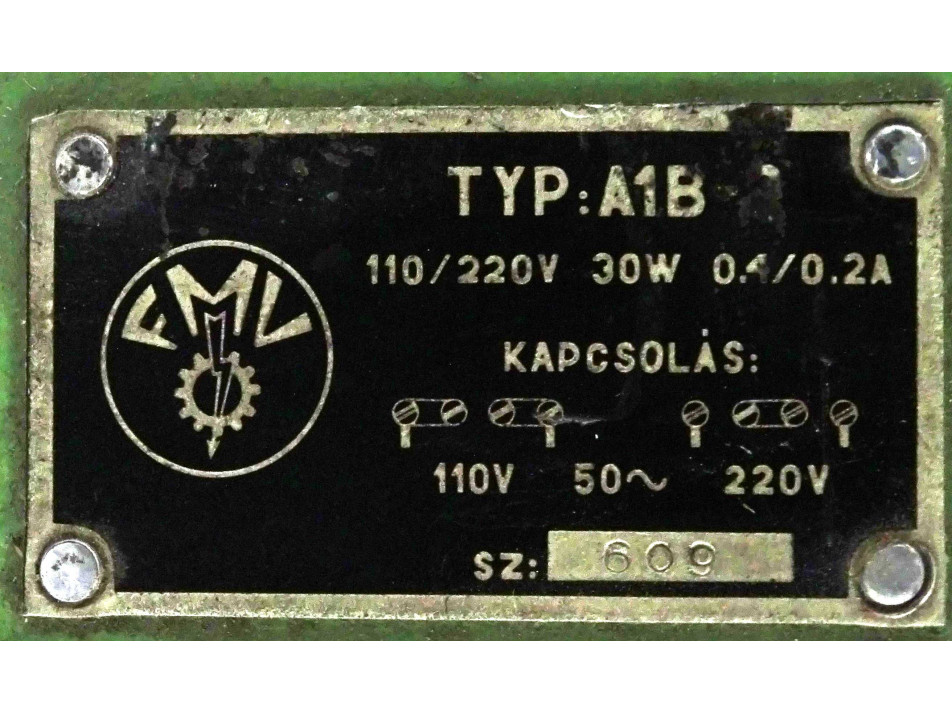 FMV
TYP: A1B
110/220V 30W 0.4/0.2A
KAPCSOLÁS:
110V 50~ 220V
SZ: 609